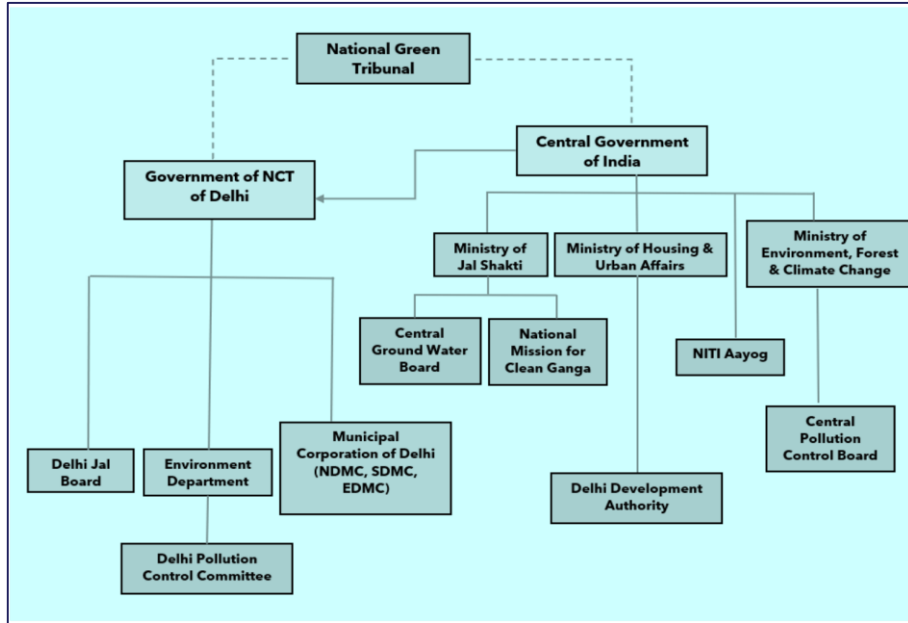 National Green
Tribunal
Central Government
of India
Government of NCT
of Delhi
Ministry of
Jal Shakti
Ministry of Housing &
Urban Affairs
Ministry of
Environment, Forest
& Climate Change
Central
Ground Water
Board
National
Mission for
Clean Ganga
NITI Aayog
Delhi Jal
Board
Environment
Department
Municipal
Corporation of Delhi
(NDMC, SDMC,
EDMC)
Central
Pollution
Control Board
Delhi Development
Authority
Delhi Pollution
Control Committee